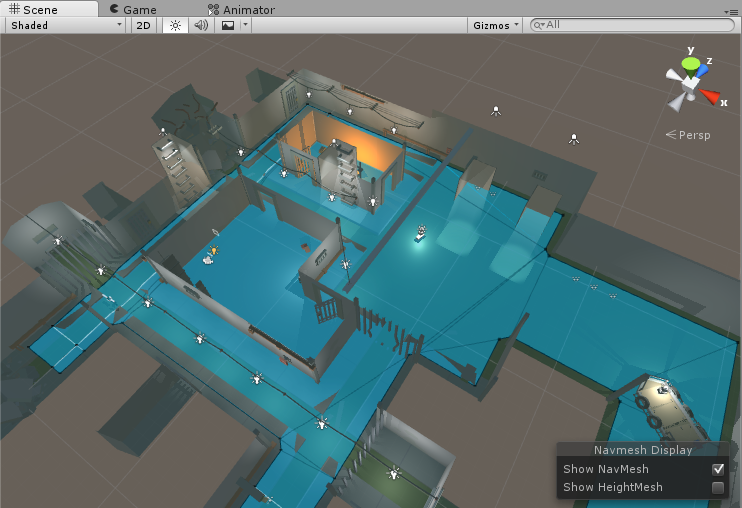 Scene Game Animator
Shaded 2D Gizmos All
y
z
x
Persp
Navmesh Display
Show NavMesh
Show HeightMesh